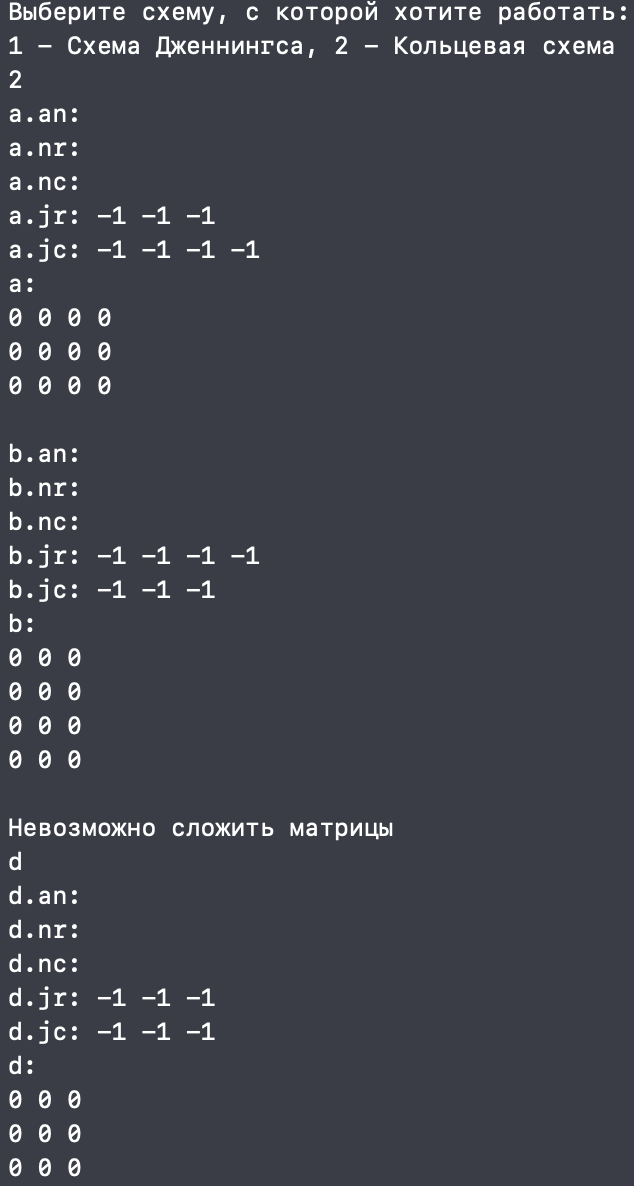 Выберите схему, с которой хотите работать:
1 – Схема Дженнингса, 2 – Кольцевая схема
2
a.an:
a.nr:
a.nc:
a.jr: –1 –1 –1
a.jc: –1 –1 –1 –1
a:
0 0 0 0
0 0 0 0
0 0 0 0

b.an:
b.nr:
b.nc:
b.jr: –1 –1 –1 –1
b.jc: –1 –1 –1
b:
0 0 0
0 0 0
0 0 0
0 0 0

Невозможно сложить матрицы
d
d.an:
d.nr:
d.nc:
d.jr: –1 –1 –1
d.jc: –1 –1 –1
d:
0 0 0
0 0 0
0 0 0